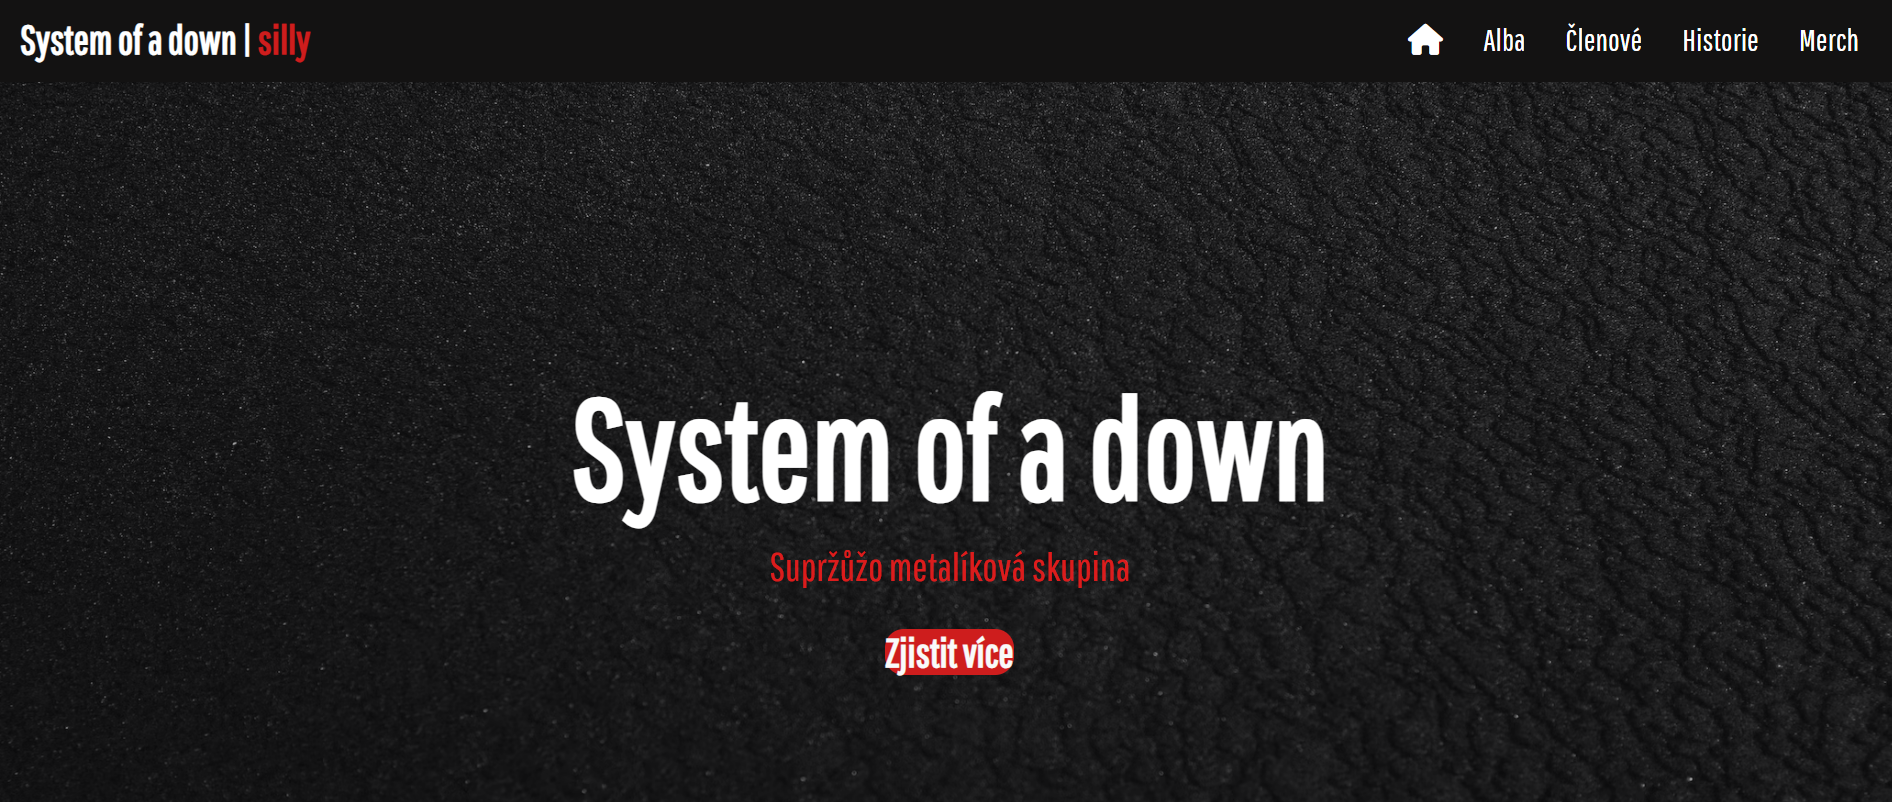 System of a down | silly
Alba Členové Historie Merch
System of a down
Supržůžo metalíková skupina
Zjistit více